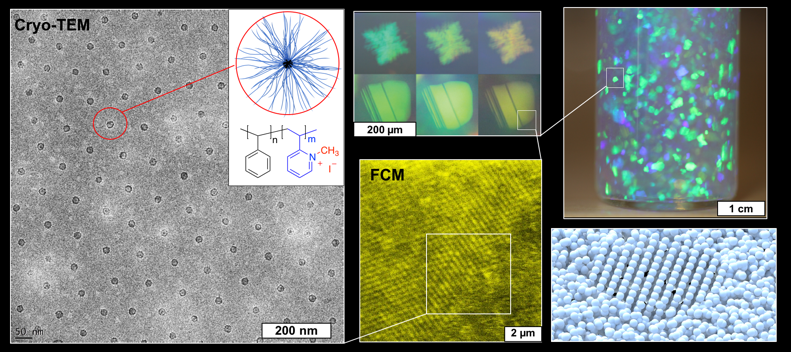 Cryo-TEM
n
m
N
CH3
+
I−
50 nm
200 nm
200 µm
FCM
2 µm
1 cm